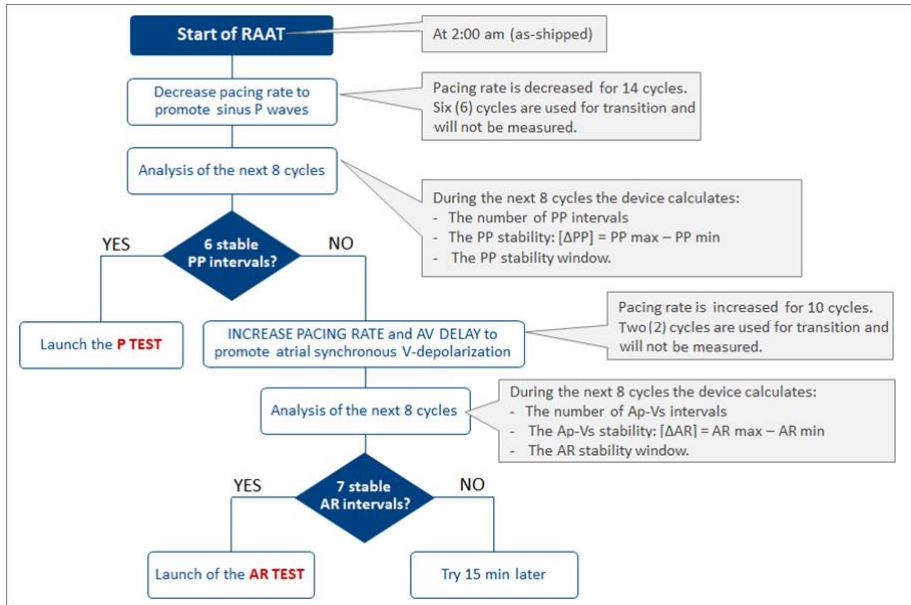 Start of RAAT
At 2:00 am (as-shipped)
Decrease pacing rate to
promote sinus P waves
Pacing rate is decreased for 14 cycles.
Six (6) cycles are used for transition and
will not be measured.
Analysis of the next 8 cycles
During the next 8 cycles the device calculates:
- The number of PP intervals
- The PP stability: [ΔPP] = PP max – PP min
- The PP stability window.
YES
6 stable
PP intervals?
NO
Pacing rate is increased for 10 cycles.
Two (2) cycles are used for transition and
will not be measured.
Launch the P TEST
INCREASE PACING RATE and AV DELAY to
promote atrial synchronous V-depolarization
During the next 8 cycles the device calculates:
- The number of Ap-Vs intervals
- The Ap-Vs stability: [ΔAR] = AR max – AR min
- The AR stability window.
Analysis of the next 8 cycles
YES
7 stable
AR intervals?
NO
Launch of the AR TEST
Try 15 min later